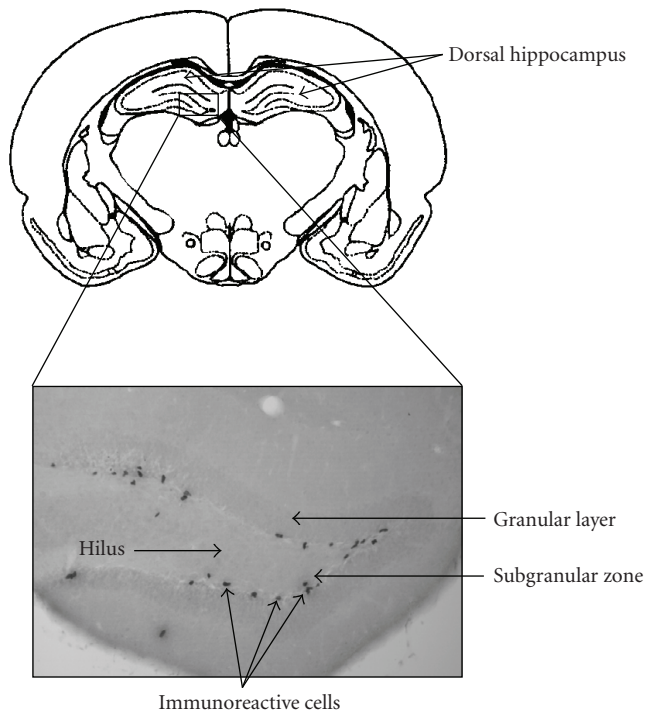 Dorsal hippocampus
Granular layer
Hilus
Subgranular zone
Immunoreactive cells